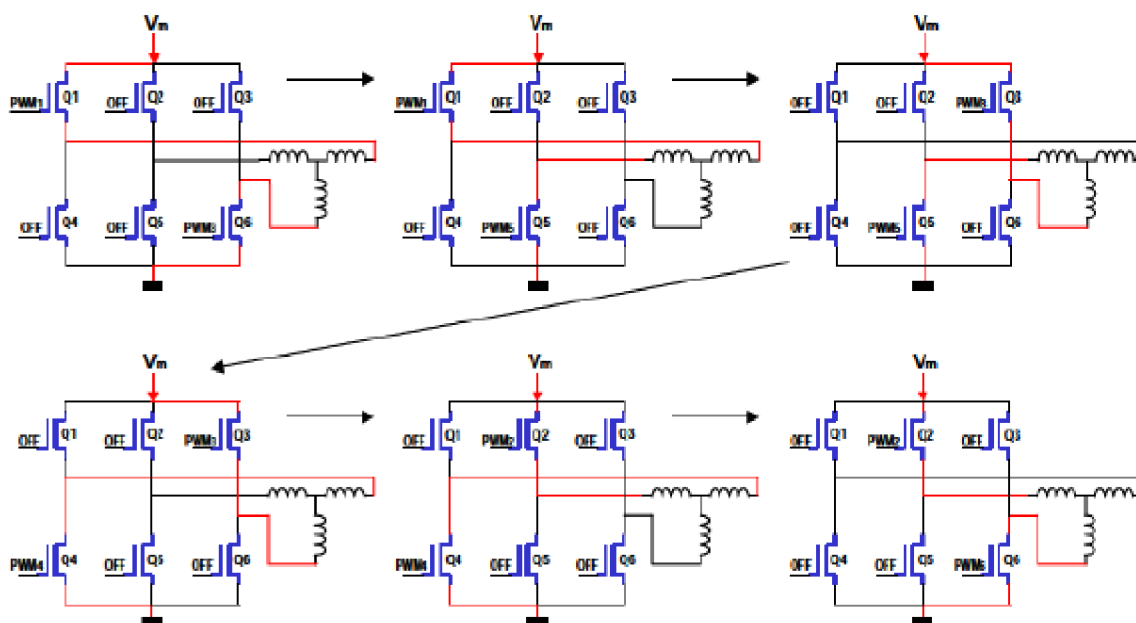 Vm Vm Vm
PWM1 Q1 OFF Q2 OFF Q3 PWM1 Q1 OFF Q2 OFF Q3 OFF Q1 OFF Q2 PWM3 Q3
OFF Q4 OFF Q5 PWM6 Q6 OFF Q4 PWM5 Q5 OFF Q6 OFF Q4 PWM5 Q5 OFF Q6
Vm Vm Vm
OFF Q1 OFF Q2 PWM3 Q3 OFF Q1 PWM2 Q2 OFF Q3 OFF Q1 PWM2 Q2 OFF Q3
PWM4 Q4 OFF Q5 OFF Q6 PWM4 Q4 OFF Q5 OFF Q6 OFF Q4 OFF Q5 PWM6 Q6